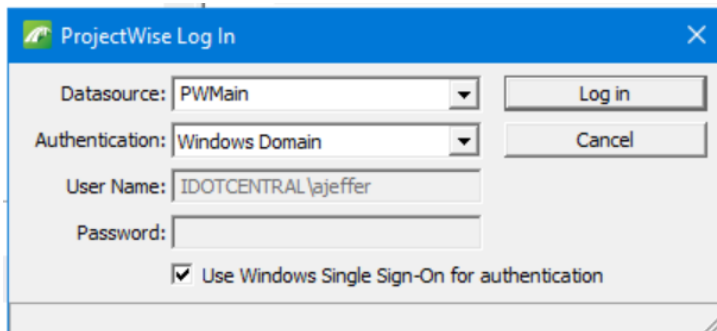 ProjectWise Log In
Datasource: PWMain Log in
Authentication: Windows Domain Cancel
User Name: IDOTCENTRAL\ajeffer
Password:
Use Windows Single Sign-On for authentication